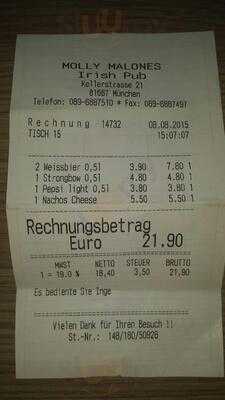 MOLLY MALONES
Irish Pub
Kellerstrasse 21
81667 München
Telefon: 089-6887510 * Fax: 089-6887497
Rechnung 14732 08.08.2015
TISCH 15 15:07:07
2 Weissbier 0,5l 3.90 7.80 1
1 Strongbow 0,5l 4.80 4.80 1
1 Pepsi light 0,5l 3.80 3.80 1
1 Nachos Cheese 5.50 5.50 1
Rechnungsbetrag
Euro 21.90
MWST NETTO STEUER BRUTTO
1 = 19.0 % 18,40 3,50 21,90
Es bediente Sie Inge
Vielen Dank für Ihren Besuch !!
St.-Nr.: 148/180/50928